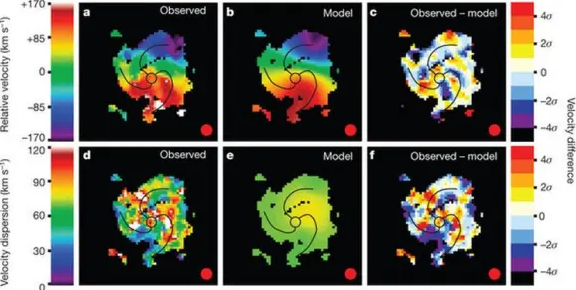 +170
+85
0
−85
−170
Relative velocity (km s⁻¹)
a Observed
b Model
c Observed − model
4σ
2σ
0
−2σ
−4σ
Velocity difference
120
90
60
30
0
Velocity dispersion (km s⁻¹)
d Observed
e Model
f Observed − model
4σ
2σ
0
−2σ
−4σ